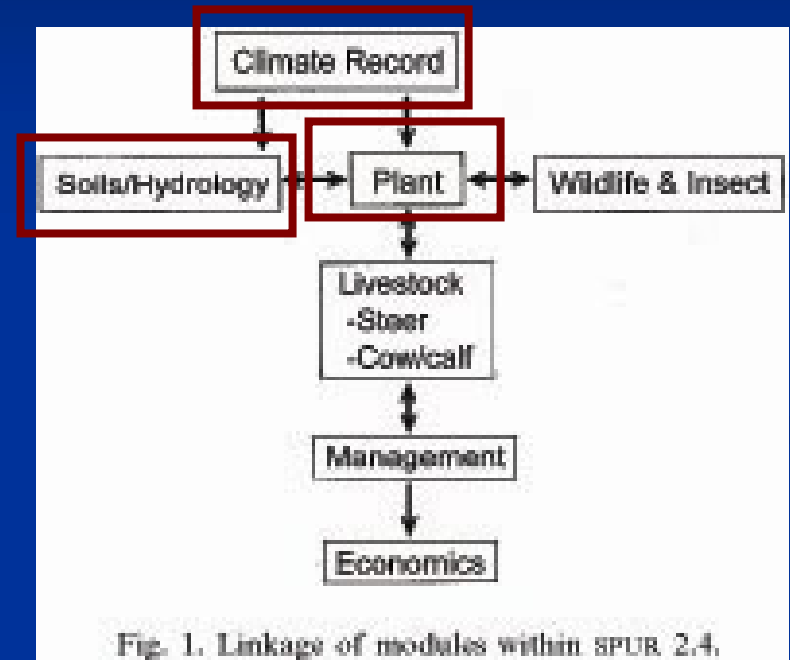 Climate Record
Soils/Hydrology
Plant
Wildlife & Insect
Livestock
-Steer
-Cow/calf
Management
Economics
Fig. 1. Linkage of modules within SPUR 2.4.